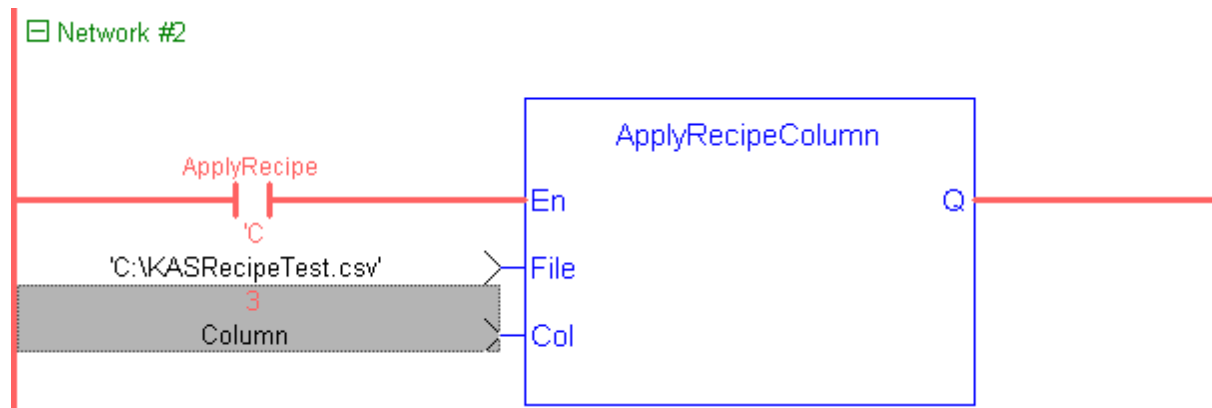 Network #2
ApplyRecipeColumn
ApplyRecipe
En Q
'C
'C:\KASRecipeTest.csv' File
3
Column Col